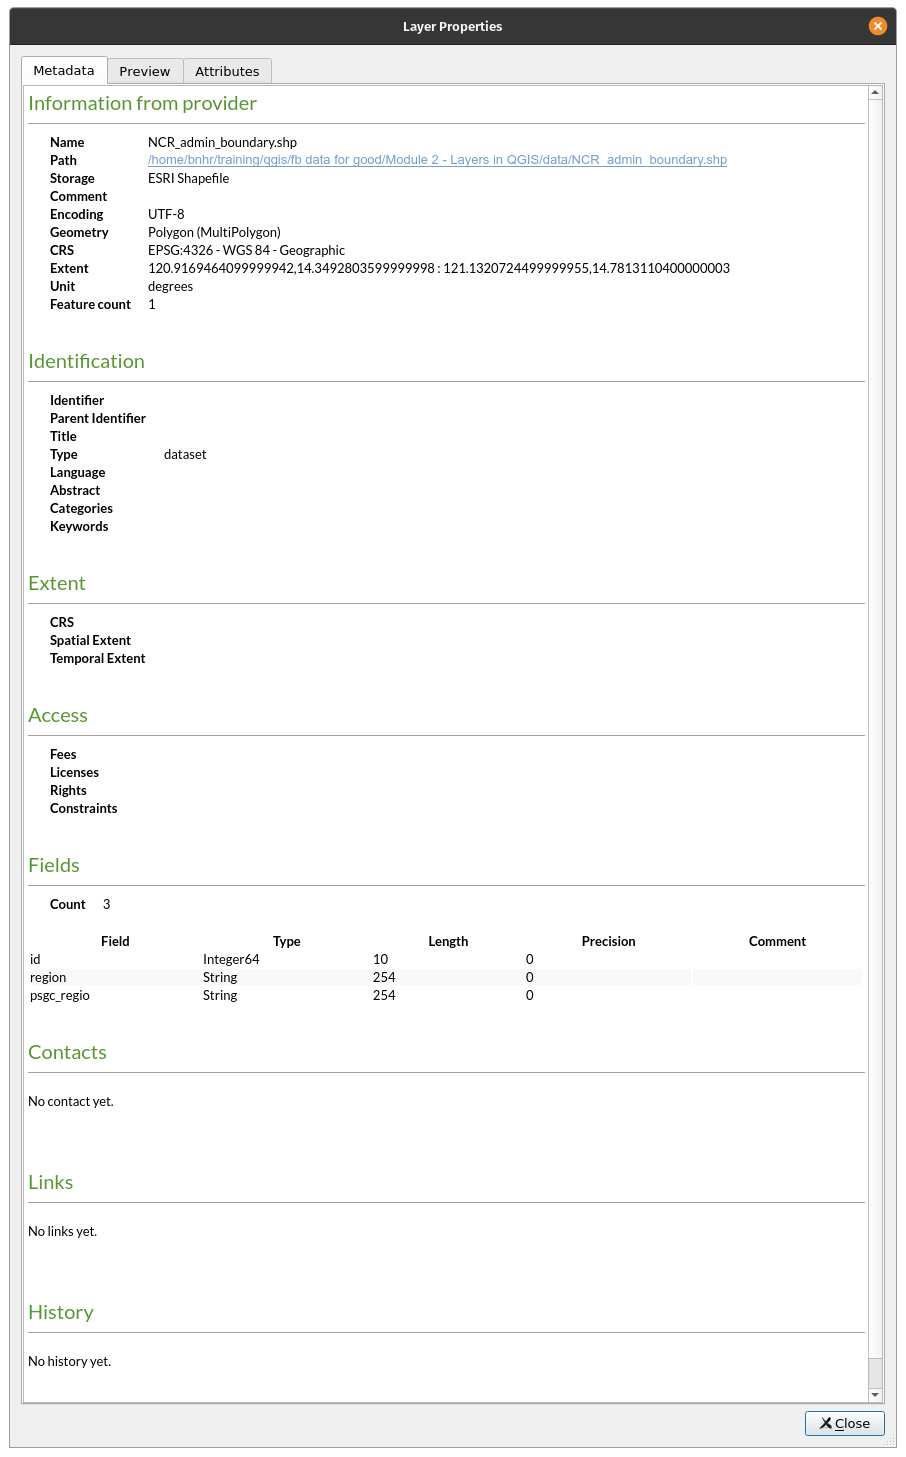 Layer Properties
Metadata Preview Attributes
Information from provider
Name NCR_admin_boundary.shp
Path /home/bnhr/training/qgis/fb data for good/Module 2 - Layers in QGIS/data/NCR_admin_boundary.shp
Storage ESRI Shapefile
Comment
Encoding UTF-8
Geometry Polygon (MultiPolygon)
CRS EPSG:4326 - WGS 84 - Geographic
Extent 120.9169464099999942,14.3492803599999998 : 121.1320724499999955,14.7813110400000003
Unit degrees
Feature count 1
Identification
Identifier
Parent Identifier
Title
Type dataset
Language
Abstract
Categories
Keywords
Extent
CRS
Spatial Extent
Temporal Extent
Access
Fees
Licenses
Rights
Constraints
Fields
Count 3
Field Type Length Precision Comment
id Integer64 10 0
region String 254 0
psgc_regio String 254 0
Contacts
No contact yet.
Links
No links yet.
History
No history yet.
Close